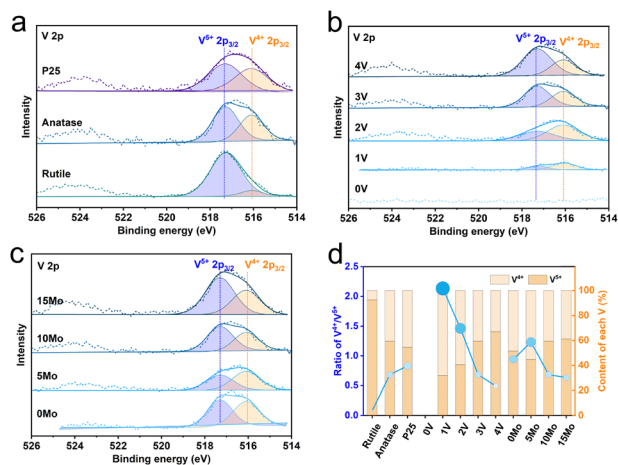 a
V 2p
V5+ 2p3/2
V4+ 2p3/2
P25
Anatase
Rutile
Intensity
526 524 522 520 518 516 514
Binding energy (eV)
b
V 2p
V5+ 2p3/2
V4+ 2p3/2
4V
3V
2V
1V
0V
Intensity
526 524 522 520 518 516 514
Binding energy (eV)
c
V 2p
V5+ 2p3/2
V4+ 2p3/2
15Mo
10Mo
5Mo
0Mo
Intensity
526 524 522 520 518 516 514
Binding energy (eV)
d
V4+ V5+
Ratio of V4+/V5+
2.5
2.0
1.5
1.0
0.5
0.0
100
80
60
40
20
0
Content of each V (%)
Rutile Anatase P25 0V 1V 2V 3V 4V 0Mo 5Mo 10Mo 15Mo